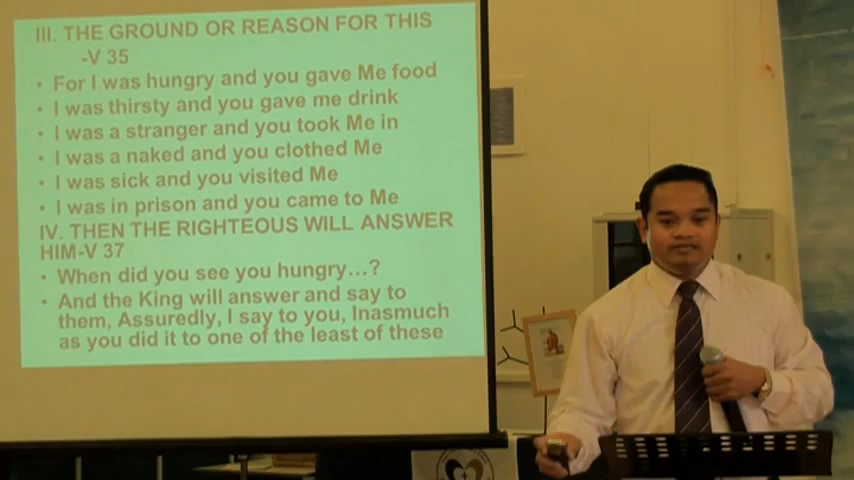 III. THE GROUND OR REASON FOR THIS
-V 35
• For I was hungry and you gave Me food
• I was thirsty and you gave me drink
• I was a stranger and you took Me in
• I was a naked and you clothed Me
• I was sick and you visited Me
• I was in prison and you came to Me
IV. THEN THE RIGHTEOUS WILL ANSWER
HIM-V 37
• When did you see you hungry...?
• And the King will answer and say to
them, Assuredly, I say to you, Inasmuch
as you did it to one of the least of these